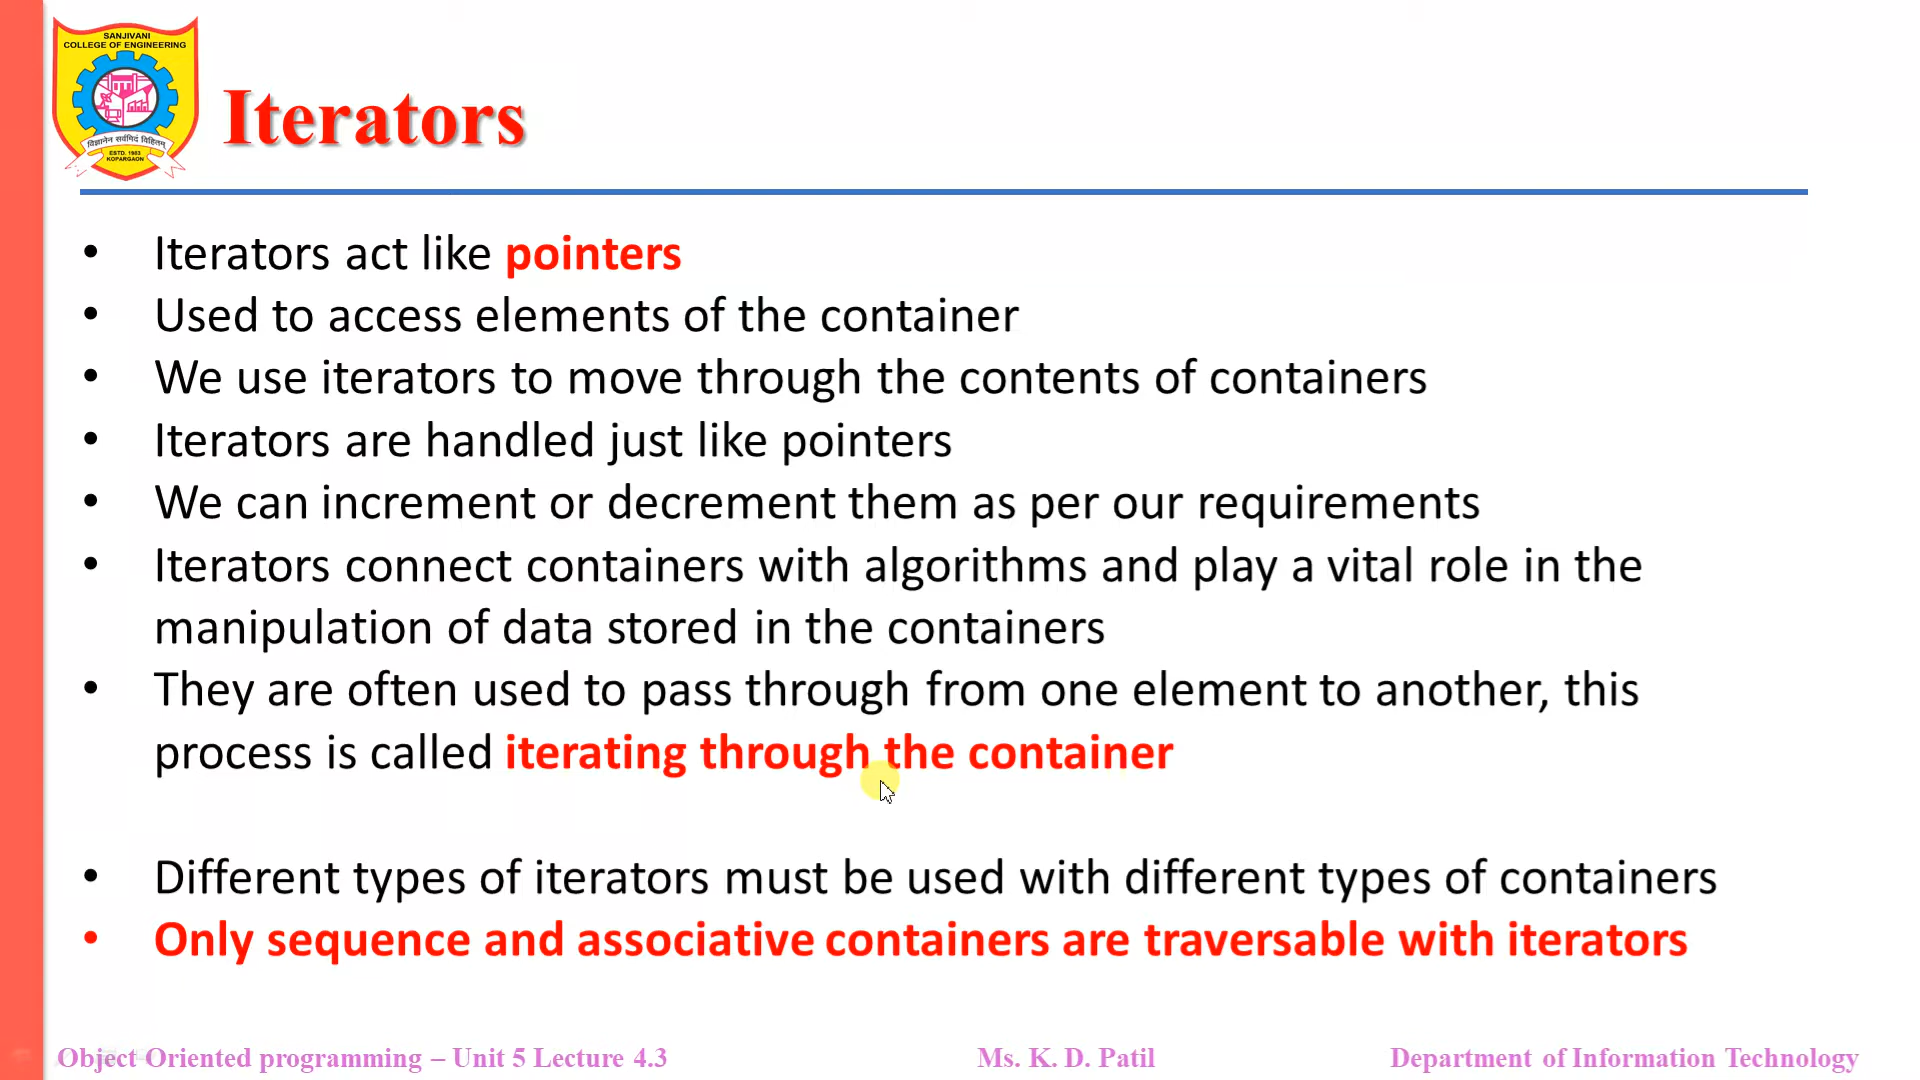 SANJIVANI
COLLEGE OF ENGINEERING
विज्ञानेन सर्वमिदं विहितम्
ESTD. 1983
KOPARGAON
Iterators
• Iterators act like pointers
• Used to access elements of the container
• We use iterators to move through the contents of containers
• Iterators are handled just like pointers
• We can increment or decrement them as per our requirements
• Iterators connect containers with algorithms and play a vital role in the
manipulation of data stored in the containers
• They are often used to pass through from one element to another, this
process is called iterating through the container
• Different types of iterators must be used with different types of containers
• Only sequence and associative containers are traversable with iterators
Object Oriented programming – Unit 5 Lecture 4.3 Ms. K. D. Patil Department of Information Technology